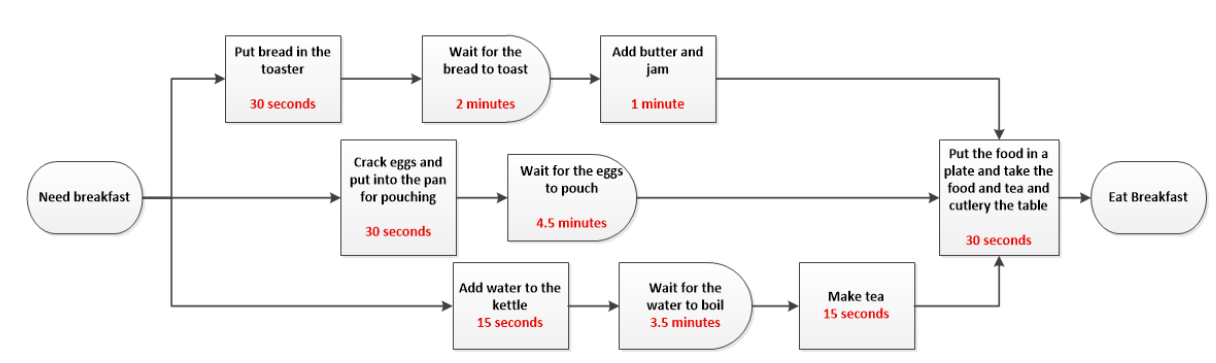 Put bread in the
toaster
30 seconds
Wait for the
bread to toast
2 minutes
Add butter and
jam
1 minute
Need breakfast
Crack eggs and
put into the pan
for pouching
30 seconds
Wait for the eggs
to pouch
4.5 minutes
Put the food in a
plate and take the
food and tea and
cutlery the table
30 seconds
Eat Breakfast
Add water to the
kettle
15 seconds
Wait for the
water to boil
3.5 minutes
Make tea
15 seconds